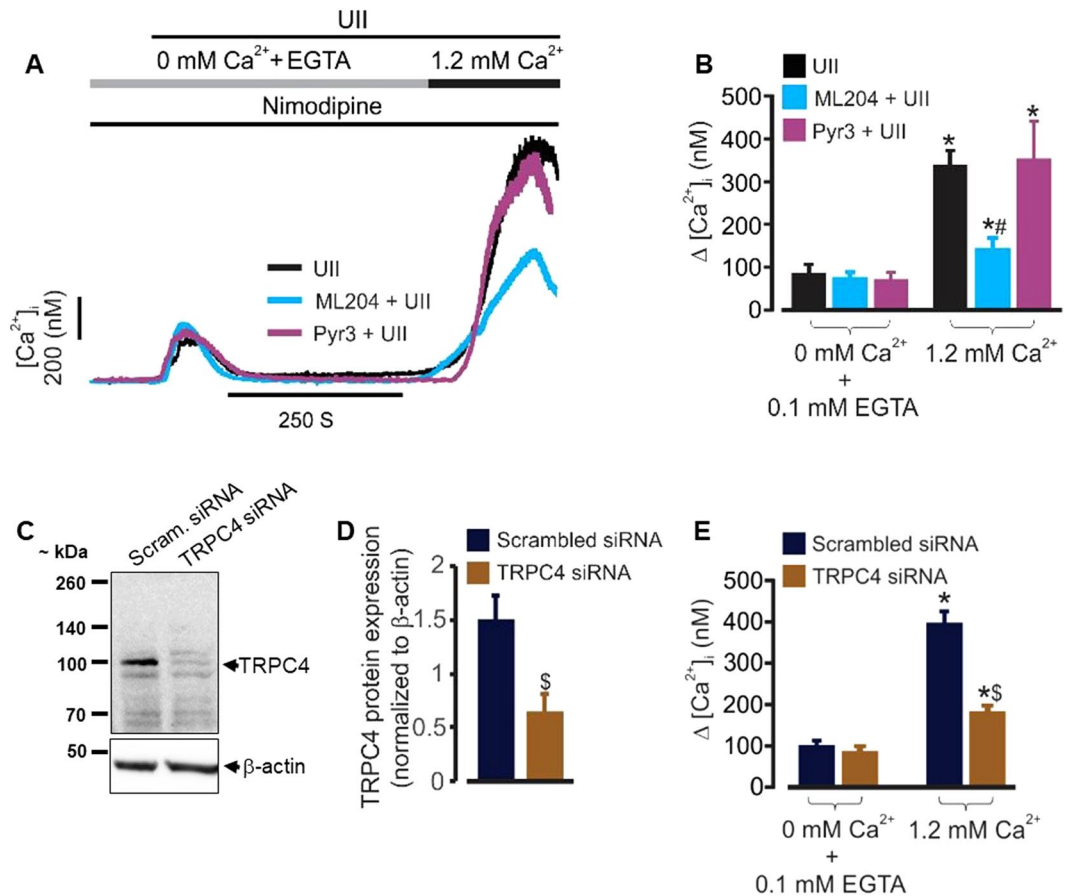 UII
A
0 mM Ca²⁺ + EGTA
1.2 mM Ca²⁺
Nimodipine
UII
ML204 + UII
Pyr3 + UII
[Ca²⁺]ᵢ
200 (nM)
250 S
B
UII
ML204 + UII
Pyr3 + UII
Δ [Ca²⁺]ᵢ (nM)
500
400
300
200
100
0
*
*#
*
0 mM Ca²⁺
+
0.1 mM EGTA
1.2 mM Ca²⁺
C
Scram. siRNA
TRPC4 siRNA
~ kDa
260
140
100
70
50
TRPC4
β-actin
D
Scrambled siRNA
TRPC4 siRNA
TRPC4 protein expression
(normalized to β-actin)
2
1.5
1
0.5
0
$
E
Scrambled siRNA
TRPC4 siRNA
Δ [Ca²⁺]ᵢ (nM)
500
400
300
200
100
0
*
*$
0 mM Ca²⁺
+
0.1 mM EGTA
1.2 mM Ca²⁺